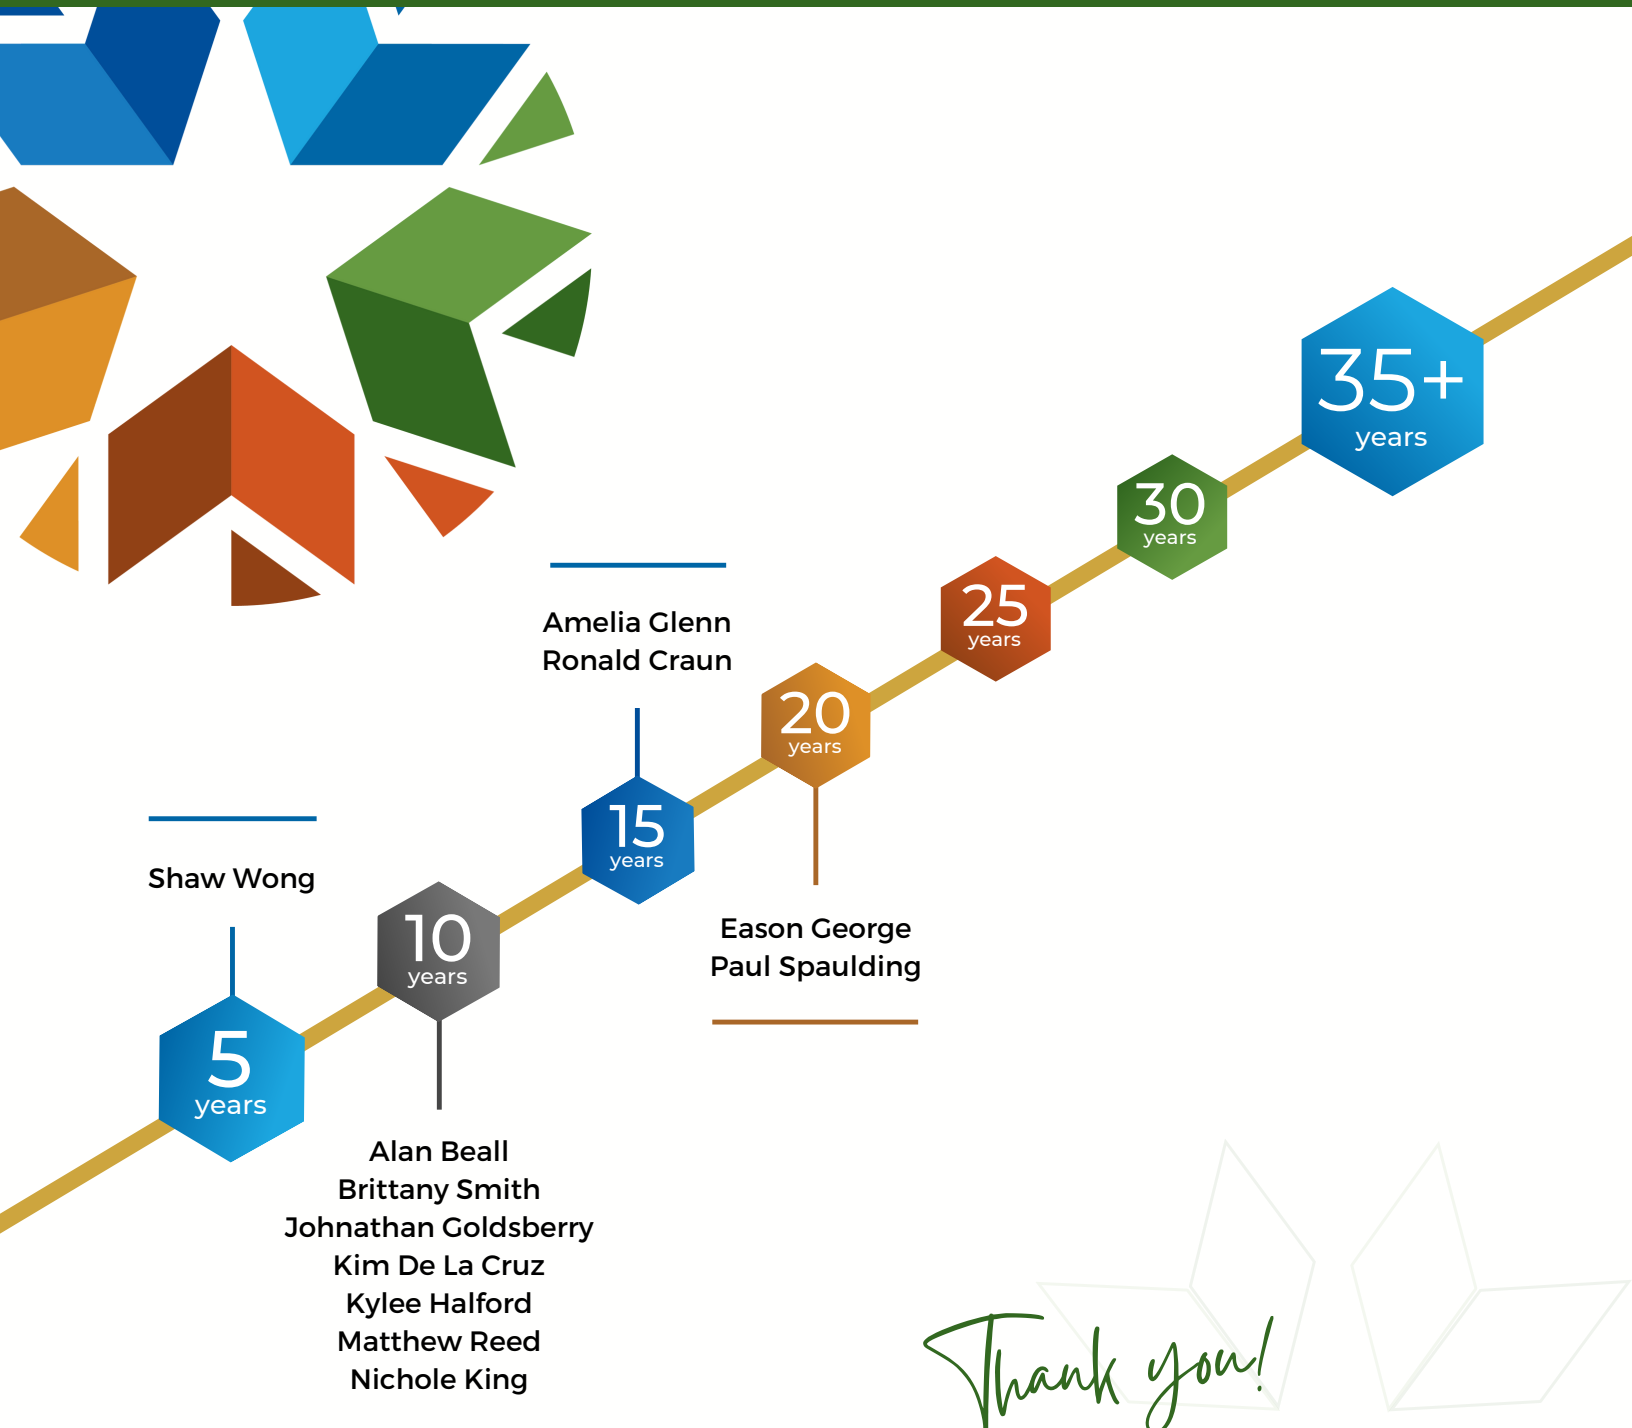 35+
years
30
years
25
years
Amelia Glenn
Ronald Craun
20
years
15
years
Shaw Wong
10
years
Eason George
Paul Spaulding
5
years
Alan Beall
Brittany Smith
Johnathan Goldsberry
Kim De La Cruz
Kylee Halford
Matthew Reed
Nichole King
Thank you!